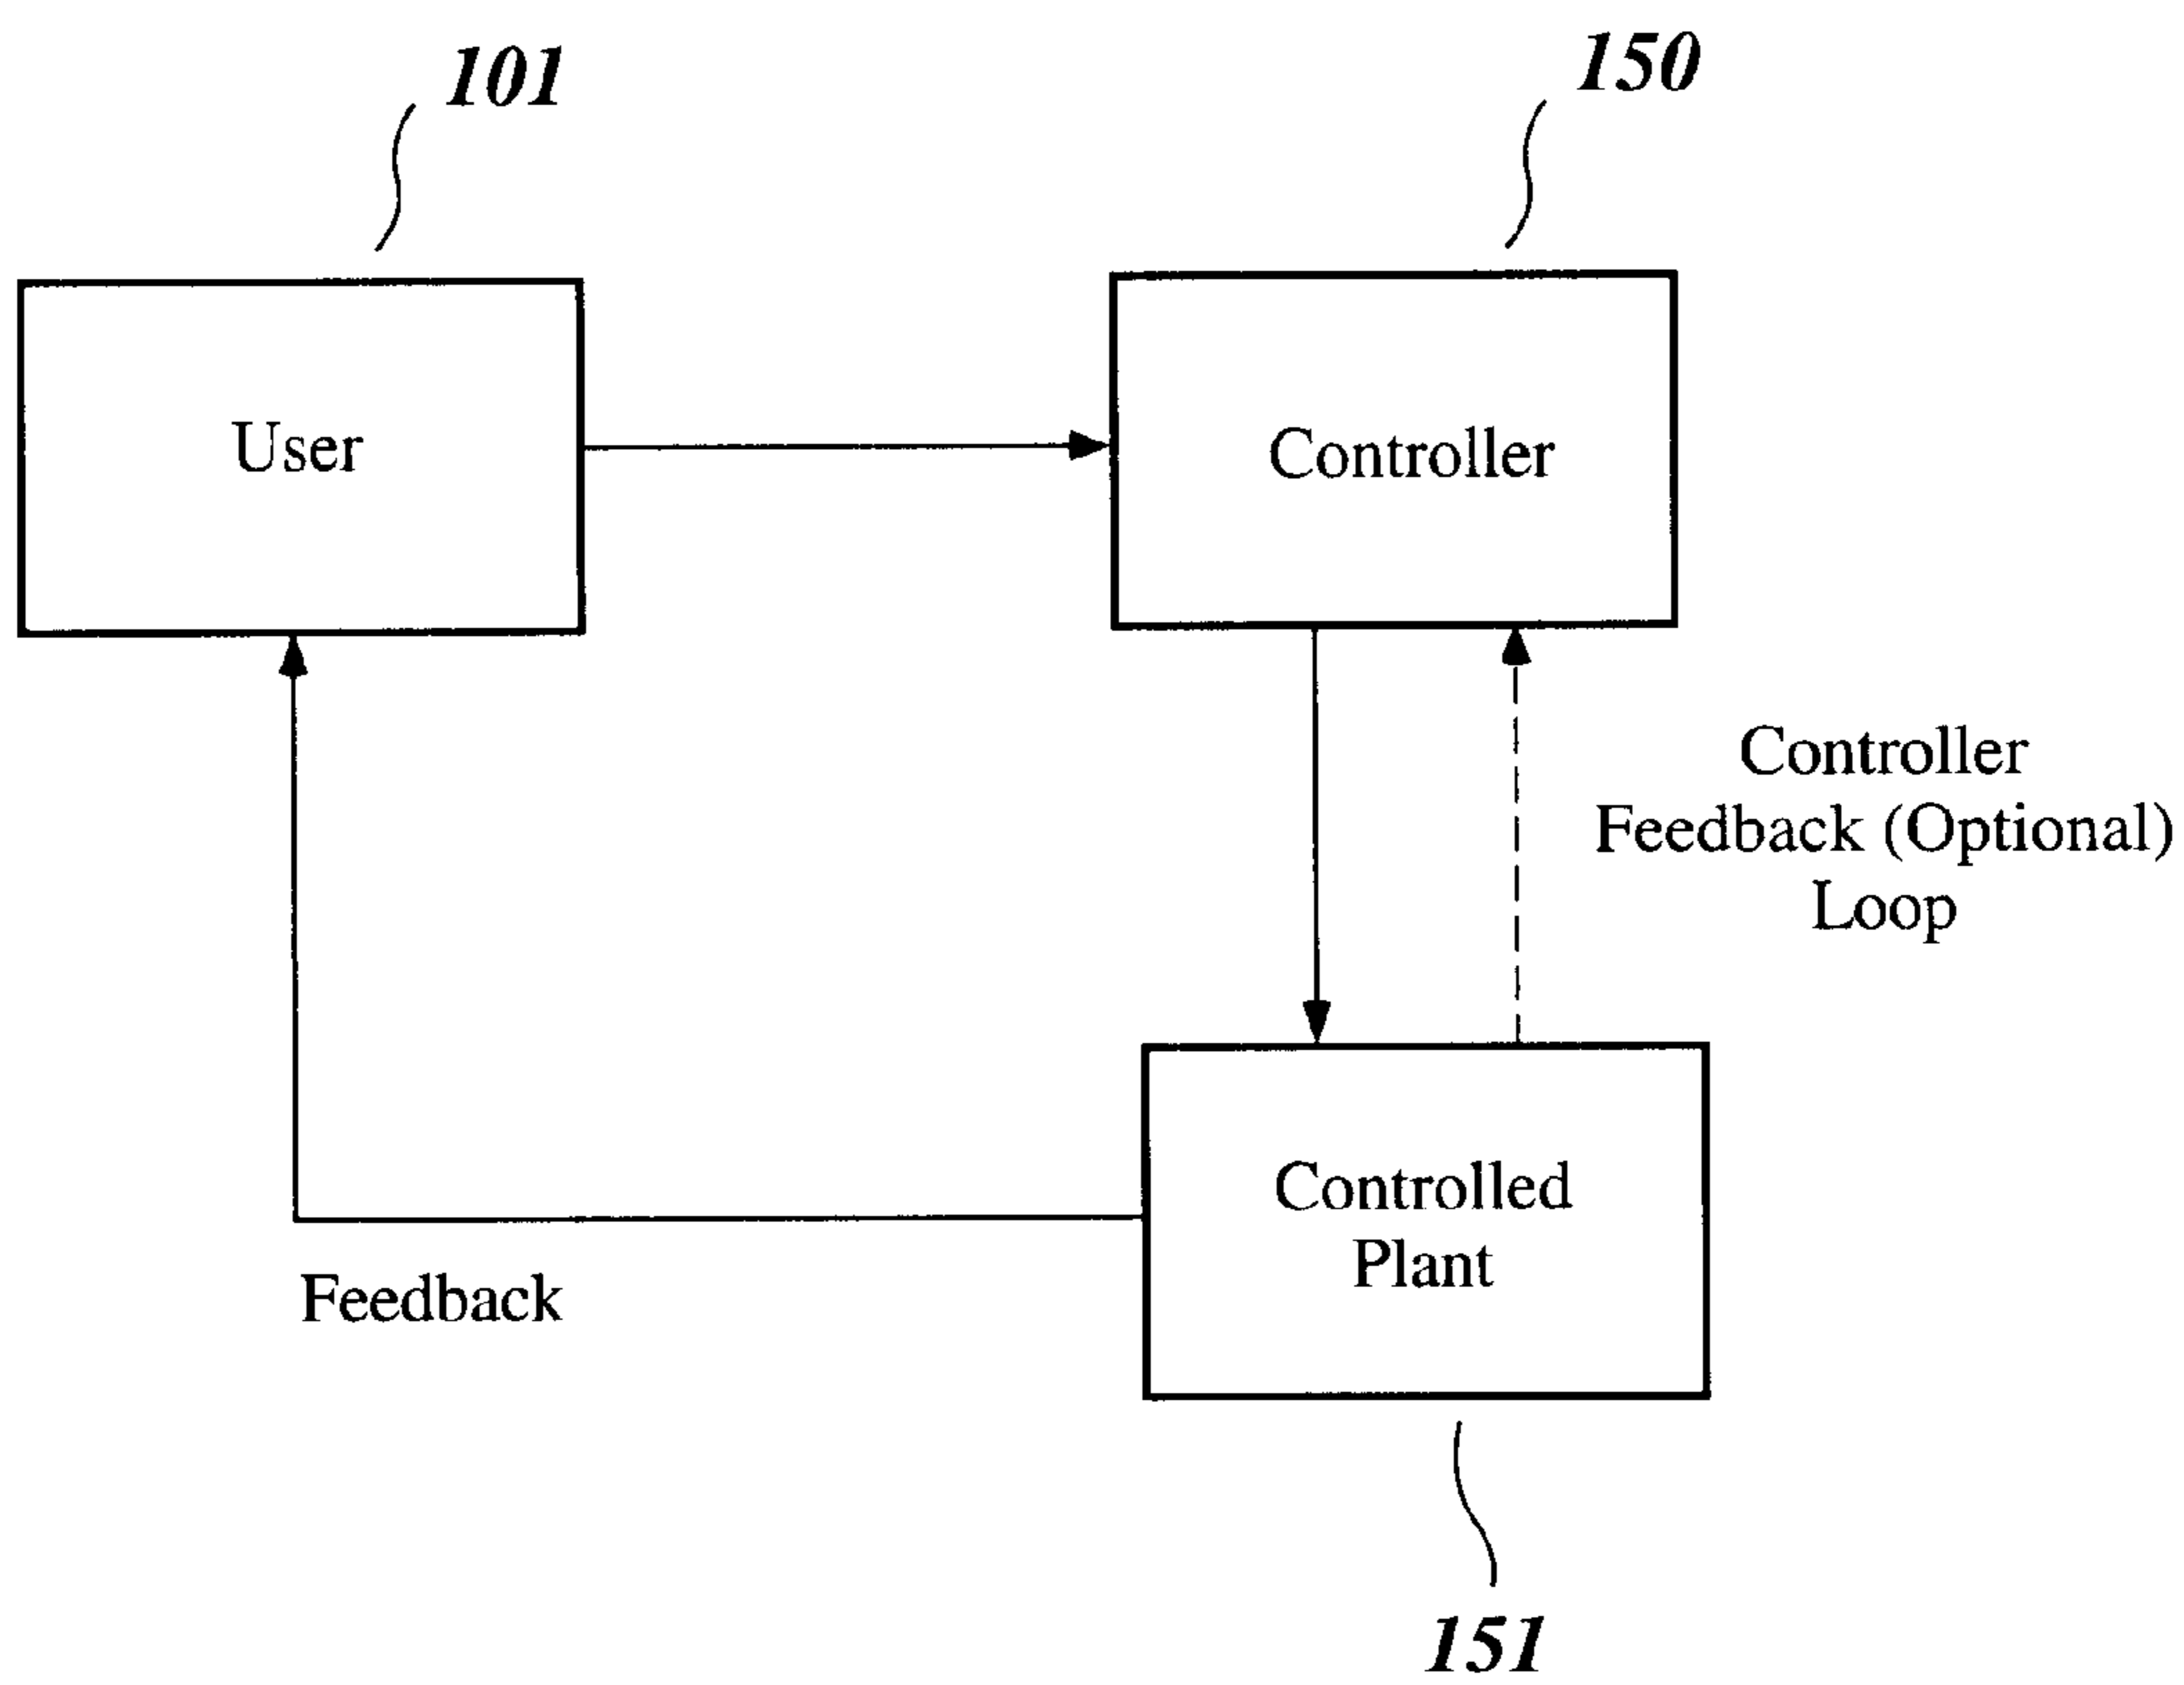 101
150
User
Controller
Controller
Feedback (Optional)
Loop
Controlled
Plant
Feedback
151